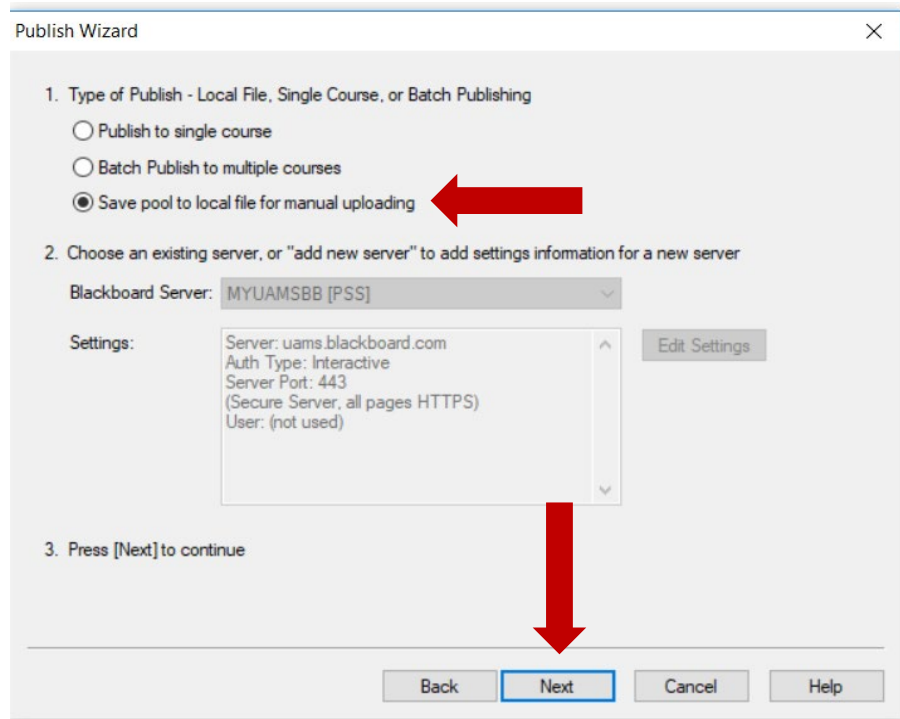 Publish Wizard
1. Type of Publish - Local File, Single Course, or Batch Publishing
Publish to single course
Batch Publish to multiple courses
Save pool to local file for manual uploading
2. Choose an existing server, or "add new server" to add settings information for a new server
Blackboard Server: MYUAMSBB [PSS]
Settings:
Server: uams.blackboard.com
Auth Type: Interactive
Server Port: 443
(Secure Server, all pages HTTPS)
User: (not used)
Edit Settings
3. Press [Next] to continue
Back Next Cancel Help